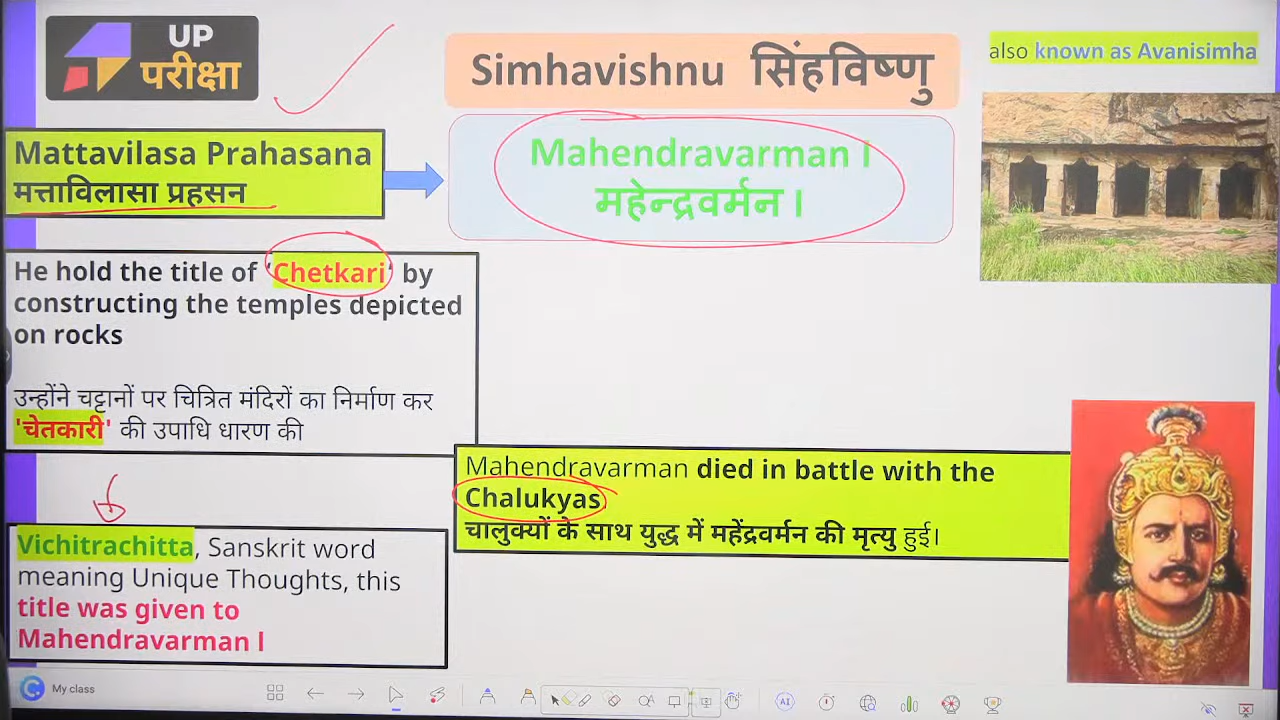 UP
परीक्षा
Simhavishnu सिंहविष्णु
also known as Avanisimha
Mattavilasa Prahasana
मत्ताविलासा प्रहसन
Mahendravarman I
महेन्द्रवर्मन I
He hold the title of 'Chetkari' by
constructing the temples depicted
on rocks
उन्होंने चट्टानों पर चित्रित मंदिरों का निर्माण कर
'चेतकारी' की उपाधि धारण की
Mahendravarman died in battle with the
Chalukyas.
चालुक्यों के साथ युद्ध में महेंद्रवर्मन की मृत्यु हुई।
Vichitrachitta, Sanskrit word
meaning Unique Thoughts, this
title was given to
Mahendravarman I
My class
AI